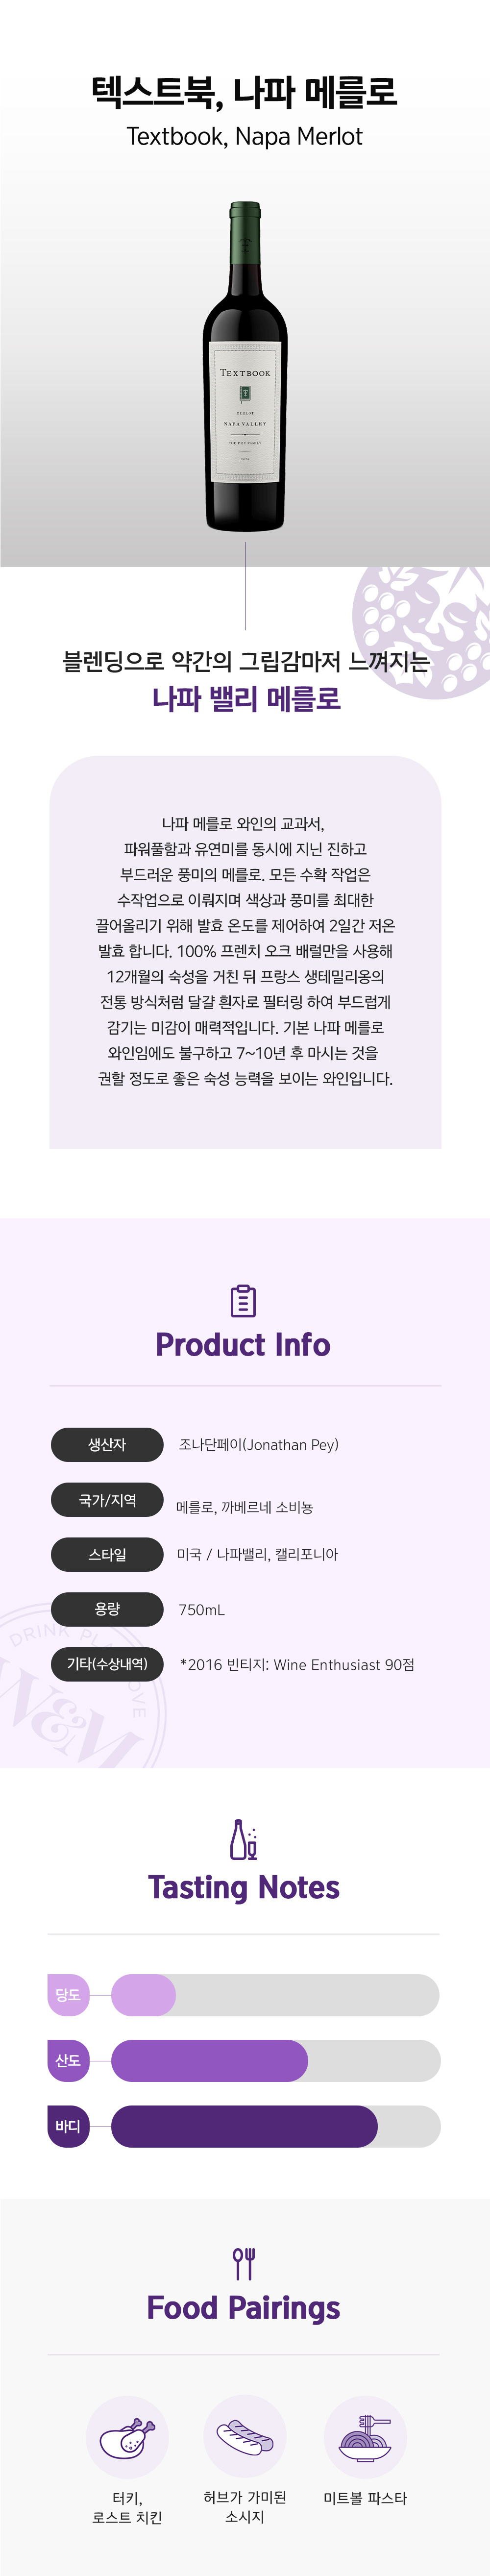 텍스트북, 나파 메를로
Textbook, Napa Merlot
TEXTBOOK
MERLOT
NAPA VALLEY
블렌딩으로 약간의 그립감마저 느껴지는
나파 밸리 메를로
나파 메를로 와인의 교과서,
파워풀함과 유연미를 동시에 지닌 진하고
부드러운 풍미의 메를로. 모든 수확 작업은
수작업으로 이뤄지며 색상과 풍미를 최대한
끌어올리기 위해 발효 온도를 제어하여 2일간 저온
발효 합니다. 100% 프렌치 오크 배럴만을 사용해
12개월의 숙성을 거친 뒤 프랑스 생테밀리옹의
전통 방식처럼 달걀 흰자로 필터링 하여 부드럽게
감기는 미감이 매력적입니다. 기본 나파 메를로
와인임에도 불구하고 7~10년 후 마시는 것을
권할 정도로 좋은 숙성 능력을 보이는 와인입니다.
Product Info
생산자 조나단페이(Jonathan Pey)
국가/지역 메를로, 까베르네 소비뇽
스타일 미국 / 나파밸리, 캘리포니아
용량 750mL
기타(수상내역) *2016 빈티지: Wine Enthusiast 90점
DRINK
W&M
Tasting Notes
당도
산도
바디
Food Pairings
터키,
로스트 치킨
허브가 가미된
소시지
미트볼 파스타